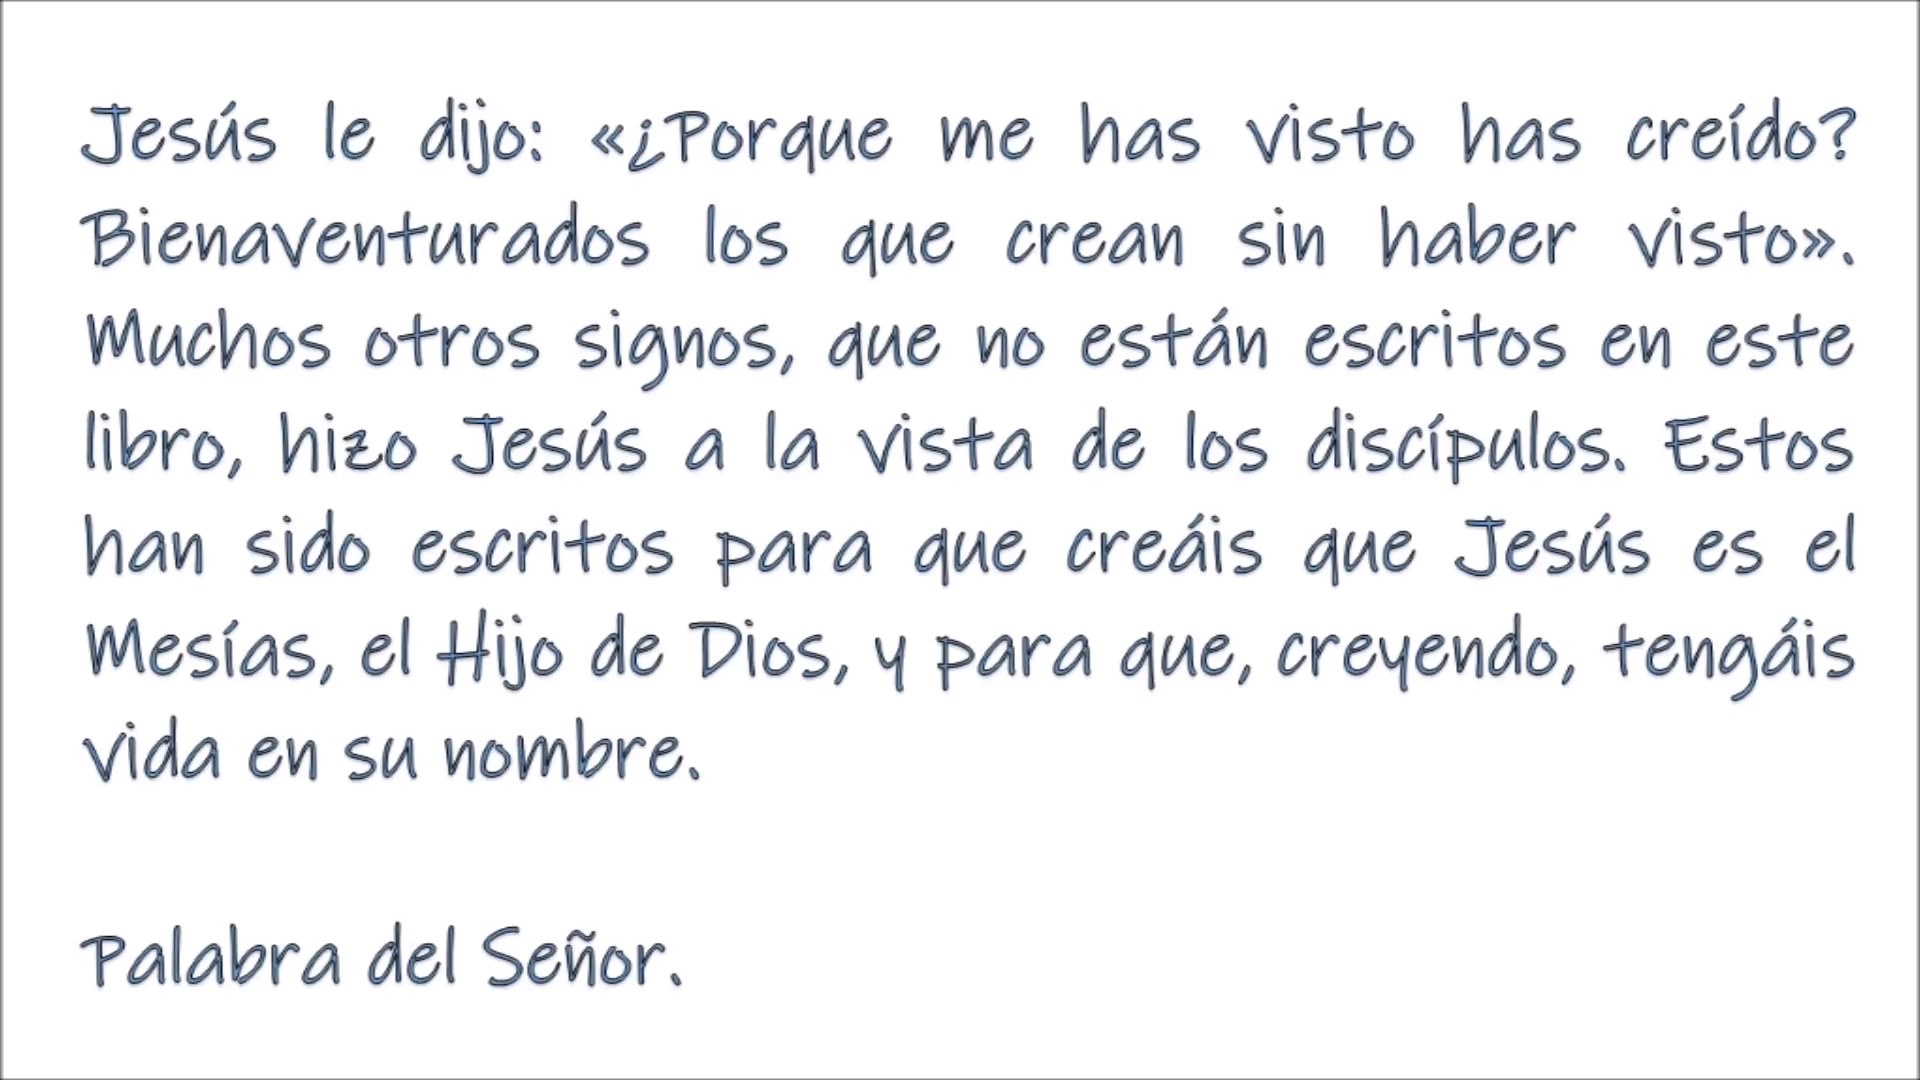 Jesús le dijo: «¿Porque me has visto has creído?
Bienaventurados los que crean sin haber visto».
Muchos otros signos, que no están escritos en este
libro, hizo Jesús a la vista de los discípulos. Estos
han sido escritos para que creáis que Jesús es el
Mesías, el Hijo de Dios, y para que, creyendo, tengáis
vida en su nombre.
Palabra del Señor.